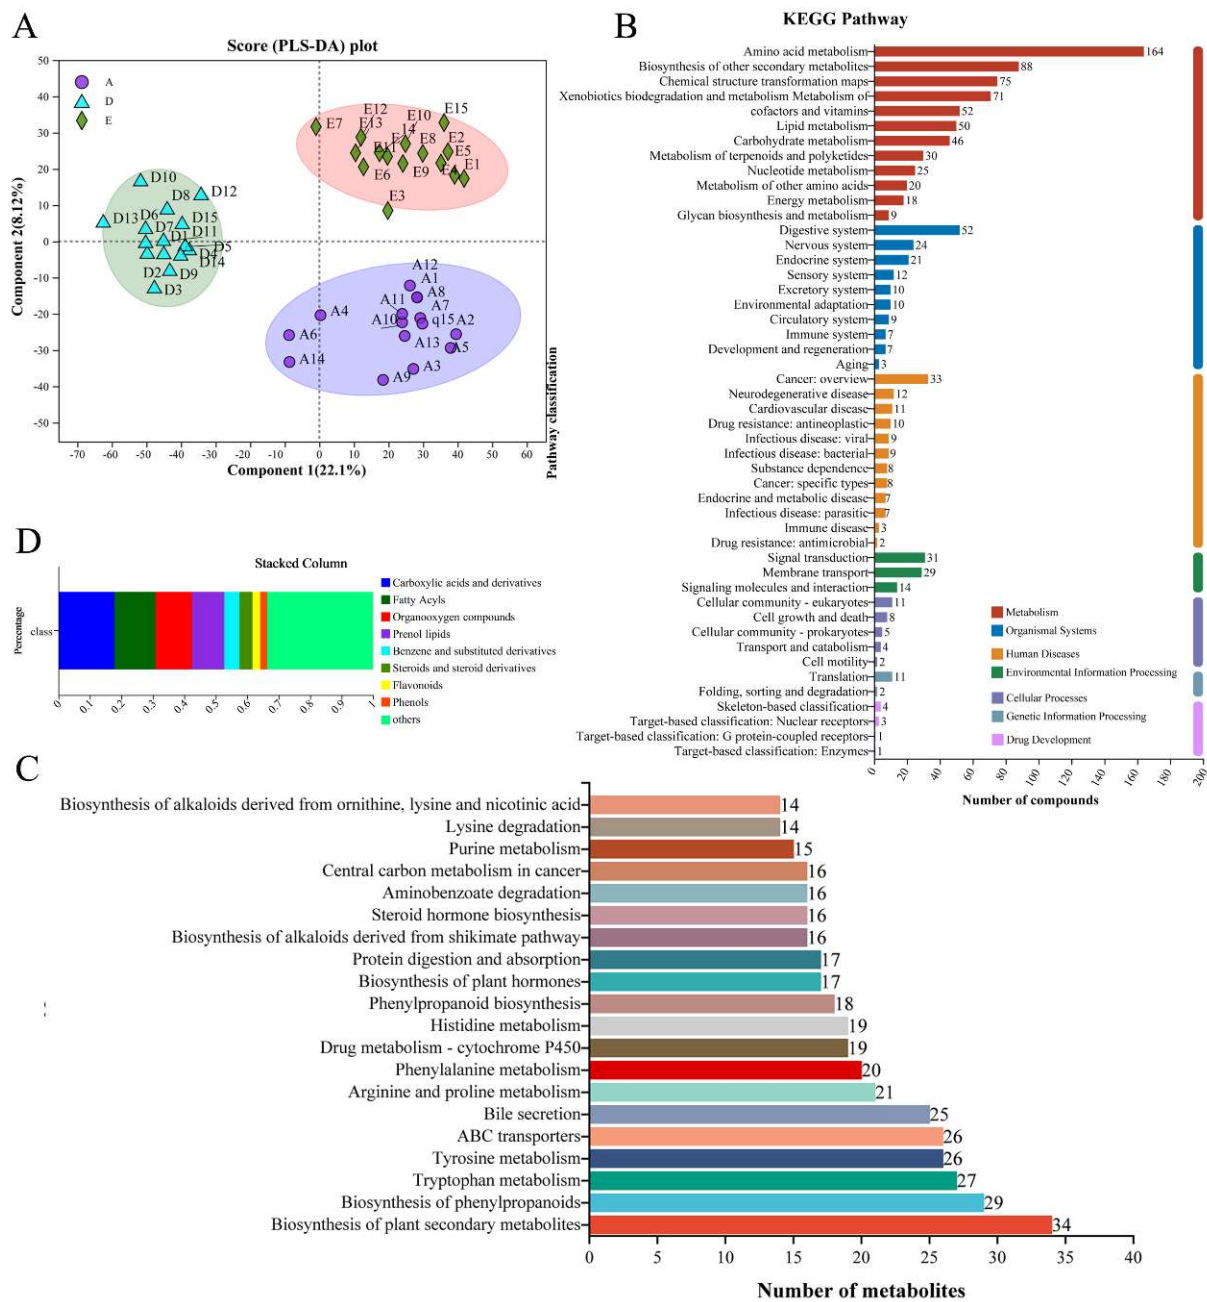 A
Score (PLS-DA) plot
A
D
E
50
40
30
20
10
0
-10
-20
-30
-40
-50
Component 2(8.12%)
E12
E10
E15
E7
E13
E
14
E11
E8
E2
E5
E6
E9
E4
E1
E3
D10
D8
D12
D13
D6
D15
D7
D1
D11
D5
D4
D14
D2
D9
D3
A12
A1
A8
A11
A7
A4
A10
q15
A2
A6
A13
A5
A14
A3
A9
-70
-60
-50
-40
-30
-20
-10
0
10
20
30
40
50
60
Component 1(22.1%)
Pathway classification
B
KEGG Pathway
Amino acid metabolism 164
Biosynthesis of other secondary metabolites 88
Chemical structure transformation maps 75
Xenobiotics biodegradation and metabolism Metabolism of 71
cofactors and vitamins 52
Lipid metabolism 50
Carbohydrate metabolism 46
Metabolism of terpenoids and polyketides 30
Nucleotide metabolism 25
Metabolism of other amino acids 20
Energy metabolism 18
Glycan biosynthesis and metabolism 9
Digestive system 52
Nervous system 24
Endocrine system 21
Sensory system 12
Excretory system 10
Environmental adaptation 10
Circulatory system 9
Immune system 7
Development and regeneration 7
Aging 3
Cancer: overview 33
Neurodegenerative disease 12
Cardiovascular disease 11
Drug resistance: antineoplastic 10
Infectious disease: viral 9
Infectious disease: bacterial 9
Substance dependence 8
Cancer: specific types 8
Endocrine and metabolic disease 7
Infectious disease: parasitic 7
Immune disease 3
Drug resistance: antimicrobial 2
Signal transduction 31
Membrane transport 29
Signaling molecules and interaction 14
Cellular community - eukaryotes 11
Cell growth and death 8
Cellular community - prokaryotes 5
Transport and catabolism 4
Cell motility 2
Translation 11
Folding, sorting and degradation 2
Skeleton-based classification 4
Target-based classification: Nuclear receptors 3
Target-based classification: G protein-coupled receptors 1
Target-based classification: Enzymes 1
Metabolism
Organismal Systems
Human Diseases
Environmental Information Processing
Cellular Processes
Genetic Information Processing
Drug Development
0
20
40
60
80
100
120
140
160
180
200
Number of compounds
D
Stacked Column
Percentage
class
0
0.1
0.2
0.3
0.4
0.5
0.6
0.7
0.8
0.9
1
Carboxylic acids and derivatives
Fatty Acyls
Organooxygen compounds
Prenol lipids
Benzene and substituted derivatives
Steroids and steroid derivatives
Flavonoids
Phenols
others
C
Biosynthesis of alkaloids derived from ornithine, lysine and nicotinic acid 14
Lysine degradation 14
Purine metabolism 15
Central carbon metabolism in cancer 16
Aminobenzoate degradation 16
Steroid hormone biosynthesis 16
Biosynthesis of alkaloids derived from shikimate pathway 16
Protein digestion and absorption 17
Biosynthesis of plant hormones 17
Phenylpropanoid biosynthesis 18
Histidine metabolism 19
Drug metabolism - cytochrome P450 19
Phenylalanine metabolism 20
Arginine and proline metabolism 21
Bile secretion 25
ABC transporters 26
Tyrosine metabolism 26
Tryptophan metabolism 27
Biosynthesis of phenylpropanoids 29
Biosynthesis of plant secondary metabolites 34
0
5
10
15
20
25
30
35
40
Number of metabolites